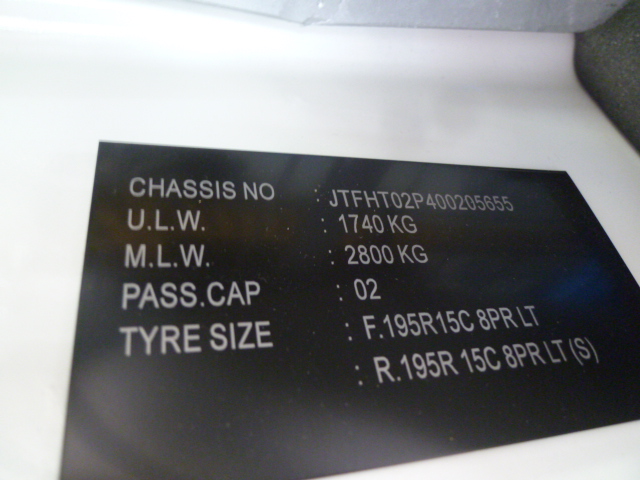 CHASSIS NO : JTFHT02P400205655
U.L.W. : 1740 KG
M.L.W. : 2800 KG
PASS.CAP : 02
TYRE SIZE : F.195R15C 8PR LT
: R.195R 15C 8PR LT (S)